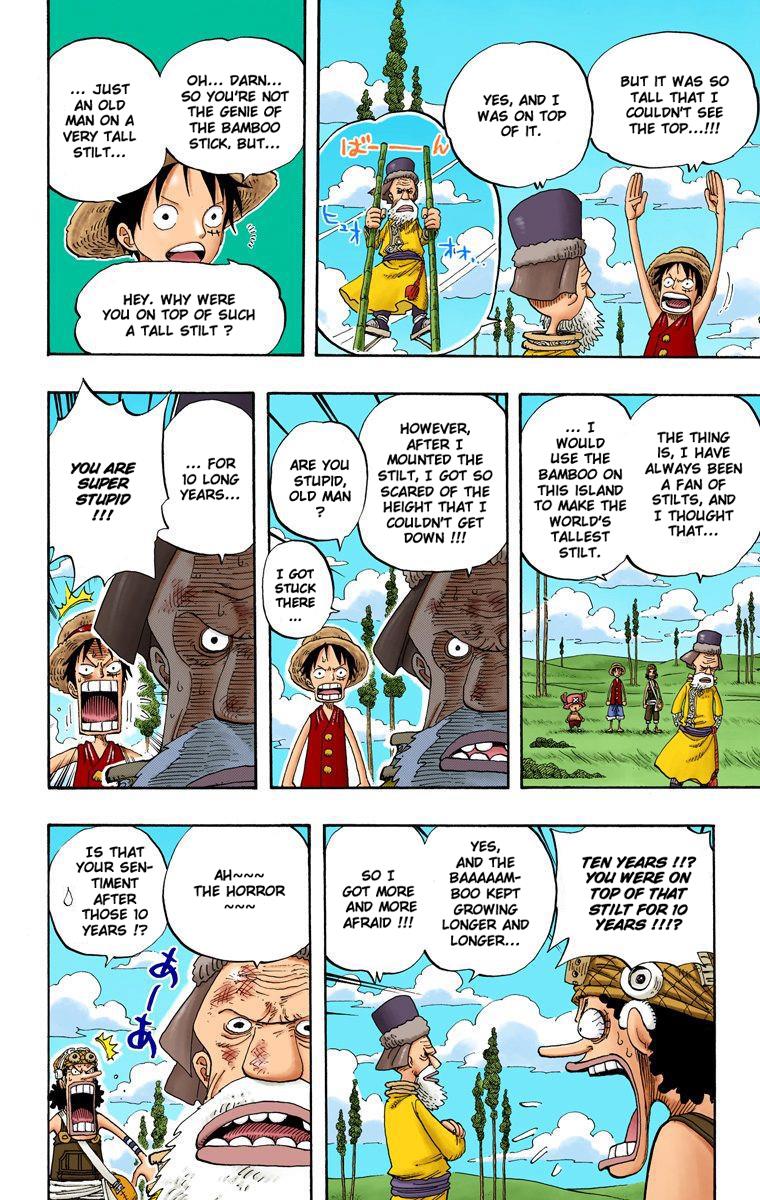 BUT IT WAS SO
TALL THAT I
COULDN'T SEE
THE TOP...!!!
YES, AND I
WAS ON TOP
OF IT.
ばーーん
ヒュオ
オオ...
OH... DARN...
SO YOU'RE NOT
THE GENIE OF
THE BAMBOO
STICK, BUT...
... JUST
AN OLD
MAN ON A
VERY TALL
STILT...
HEY. WHY WERE
YOU ON TOP OF SUCH
A TALL STILT ?
THE THING
IS, I HAVE
ALWAYS BEEN
A FAN OF
STILTS, AND
I THOUGHT
THAT...
... I
WOULD
USE THE
BAMBOO ON
THIS ISLAND
TO MAKE THE
WORLD'S
TALLEST
STILT.
HOWEVER,
AFTER I
MOUNTED THE
STILT, I GOT SO
SCARED OF THE
HEIGHT THAT I
COULDN'T GET
DOWN !!!
ARE YOU
STUPID,
OLD MAN
?
I GOT
STUCK
THERE
...
... FOR
10 LONG
YEARS...
YOU ARE
SUPER
STUPID
!!!
TEN YEARS !!?
YOU WERE ON
TOP OF THAT
STILT FOR 10
YEARS !!!?
YES,
AND THE
BAAAAAM-
BOO KEPT
GROWING
LONGER AND
LONGER...
SO I
GOT MORE
AND MORE
AFRAID !!!
AH~~~
THE HORROR
~~~
IS THAT
YOUR SEN-
TIMENT
AFTER
THOSE 10
YEARS !?
あーあ